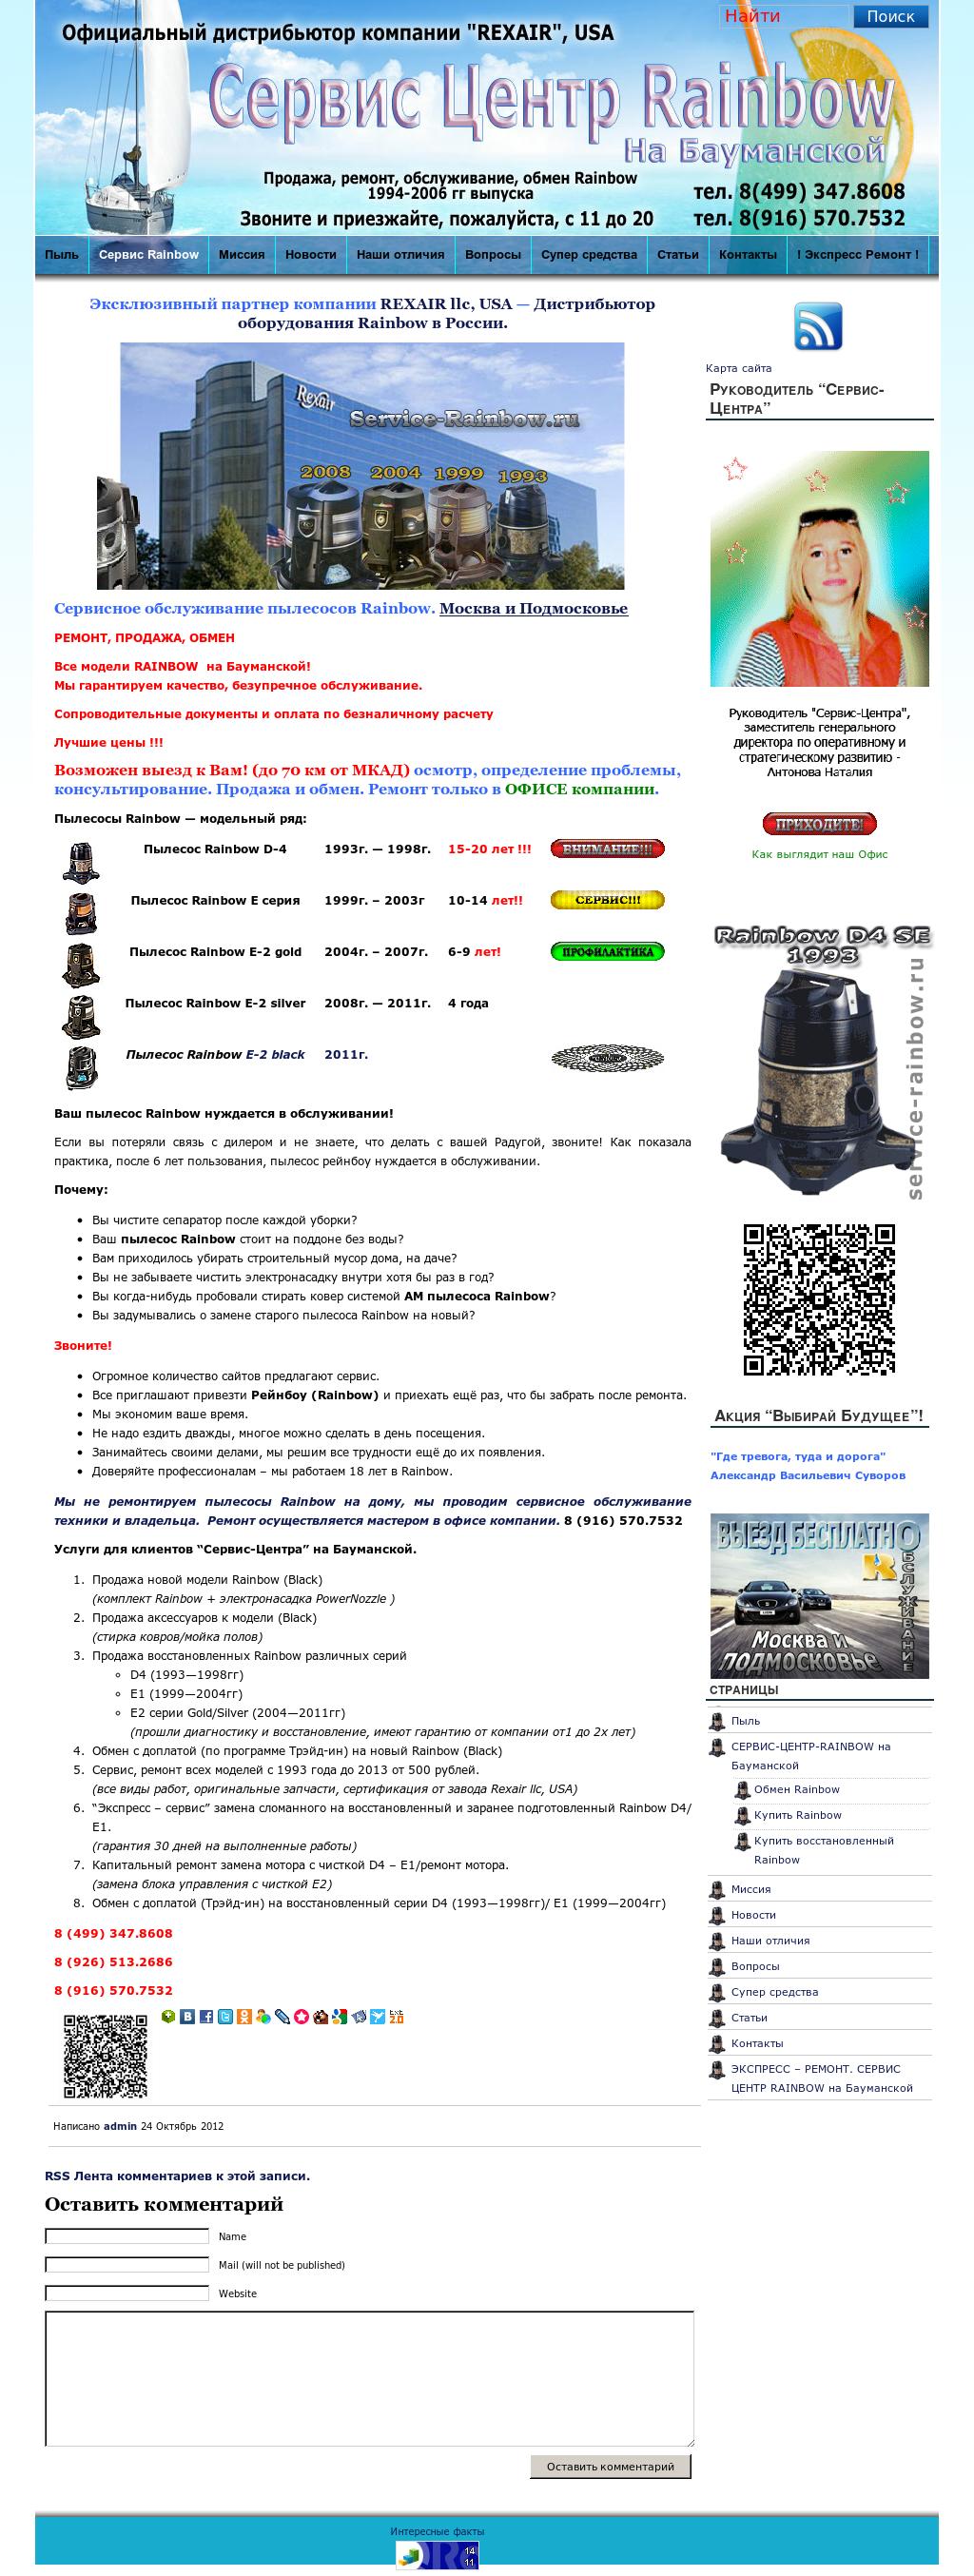 Официальный дистрибьютор компании "REXAIR", USA
Найти
Поиск
Сервис Центр Rainbow
На Бауманской
Продажа, ремонт, обслуживание, обмен Rainbow
1994-2006 гг выпуска
Звоните и приезжайте, пожалуйста, с 11 до 20
тел. 8(499) 347.8608
тел. 8(916) 570.7532
Пыль
Сервис Rainbow
Миссия
Новости
Наши отличия
Вопросы
Супер средства
Статьи
Контакты
! Экспресс Ремонт !
Эксклюзивный партнер компании REXAIR llc, USA — Дистрибьютор
оборудования Rainbow в России.
Rexair
Service-Rainbow.ru
2008 2004 1999 1993
Сервисное обслуживание пылесосов Rainbow. Москва и Подмосковье
РЕМОНТ, ПРОДАЖА, ОБМЕН
Все модели RAINBOW  на Бауманской!
Мы гарантируем качество, безупречное обслуживание.
Сопроводительные документы и оплата по безналичному расчету
Лучшие цены !!!
Возможен выезд к Вам! (до 70 км от МКАД) осмотр, определение проблемы,
консультирование. Продажа и обмен. Ремонт только в ОФИСЕ компании.
Пылесосы Rainbow — модельный ряд:
Пылесос Rainbow D-4 1993г. — 1998г. 15-20 лет !!! ВНИМАНИЕ!!!
Пылесос Rainbow E серия 1999г. – 2003г 10-14 лет!! СЕРВИС!!!
Пылесос Rainbow E-2 gold 2004г. – 2007г. 6-9 лет! ПРОФИЛАКТИКА
Пылесос Rainbow E-2 silver 2008г. — 2011г. 4 года
Пылесос Rainbow E-2 black 2011г.
Ваш пылесос Rainbow нуждается в обслуживании!
Если вы потеряли связь с дилером и не знаете, что делать с вашей Радугой, звоните! Как показала
практика, после 6 лет пользования, пылесос рейнбоу нуждается в обслуживании.
Почему:
Вы чистите сепаратор после каждой уборки?
Ваш пылесос Rainbow стоит на поддоне без воды?
Вам приходилось убирать строительный мусор дома, на даче?
Вы не забываете чистить электронасадку внутри хотя бы раз в год?
Вы когда-нибудь пробовали стирать ковер системой АМ пылесоса Rainbow?
Вы задумывались о замене старого пылесоса Rainbow на новый?
Звоните!
Огромное количество сайтов предлагают сервис.
Все приглашают привезти Рейнбоу (Rainbow) и приехать ещё раз, что бы забрать после ремонта.
Мы экономим ваше время.
Не надо ездить дважды, многое можно сделать в день посещения.
Занимайтесь своими делами, мы решим все трудности ещё до их появления.
Доверяйте профессионалам – мы работаем 18 лет в Rainbow.
Мы не ремонтируем пылесосы Rainbow на дому, мы проводим сервисное обслуживание
техники и владельца.  Ремонт осуществляется мастером в офисе компании. 8 (916) 570.7532
Услуги для клиентов “Сервис-Центра” на Бауманской.
1. Продажа новой модели Rainbow (Black)
(комплект Rainbow + электронасадка PowerNozzle )
2. Продажа аксессуаров к модели (Black)
(стирка ковров/мойка полов)
3. Продажа восстановленных Rainbow различных серий
D4 (1993—1998гг)
E1 (1999—2004гг)
E2 серии Gold/Silver (2004—2011гг)
(прошли диагностику и восстановление, имеют гарантию от компании от1 до 2х лет)
4. Обмен с доплатой (по программе Трэйд-ин) на новый Rainbow (Black)
5. Сервис, ремонт всех моделей с 1993 года до 2013 от 500 рублей.
(все виды работ, оригинальные запчасти, сертификация от завода Rexair llc, USA)
6. “Экспресс – сервис” замена сломанного на восстановленный и заранее подготовленный Rainbow D4/
E1.
(гарантия 30 дней на выполненные работы)
7. Капитальный ремонт замена мотора с чисткой D4 – E1/ремонт мотора.
(замена блока управления с чисткой E2)
8. Обмен с доплатой (Трэйд-ин) на восстановленный серии D4 (1993—1998гг)/ E1 (1999—2004гг)
8 (499) 347.8608
8 (926) 513.2686
8 (916) 570.7532
Написано admin 24 Октябрь 2012
RSS Лента комментариев к этой записи.
Оставить комментарий
Name
Mail (will not be published)
Website
Оставить комментарий
Карта сайта
Руководитель “Сервис-
Центра”
Руководитель "Сервис-Центра",
заместитель генерального
директора по оперативному и
стратегическому развитию -
Антонова Наталия
ПРИХОДИТЕ!
Как выглядит наш Офис
Rainbow D4 SE
1993
service-rainbow.ru
Акция “Выбирай Будущее”!
"Где тревога, туда и дорога"
Александр Васильевич Суворов
ВЫЕЗД БЕСПЛАТНО
ОБСЛУЖИВАНИЕ
Москва и
подмосковье
СТРАНИЦЫ
Пыль
СЕРВИС-ЦЕНТР-RAINBOW на
Бауманской
Обмен Rainbow
Купить Rainbow
Купить восстановленный
Rainbow
Миссия
Новости
Наши отличия
Вопросы
Супер средства
Статьи
Контакты
ЭКСПРЕСС – РЕМОНТ. СЕРВИС
ЦЕНТР RAINBOW на Бауманской
Интересные факты
14
11